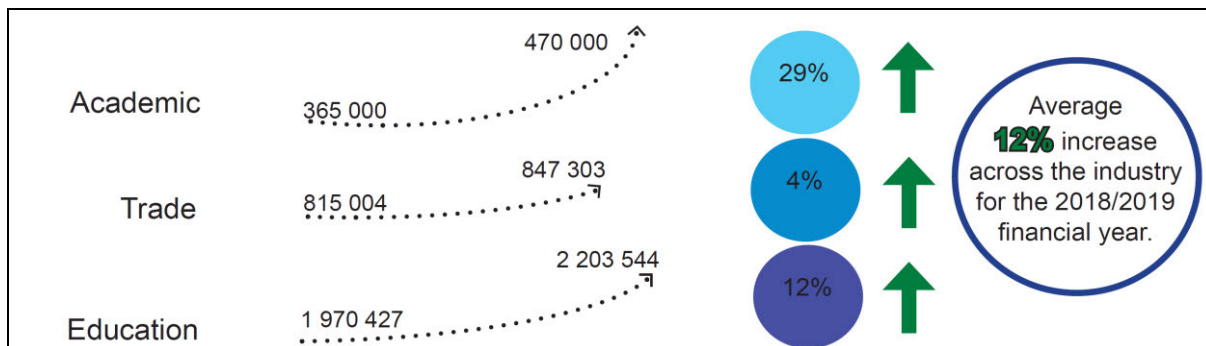 Academic
365 000
470 000
29%
Trade
815 004
847 303
4%
Education
1 970 427
2 203 544
12%
Average
12% increase
across the industry
for the 2018/2019
financial year.